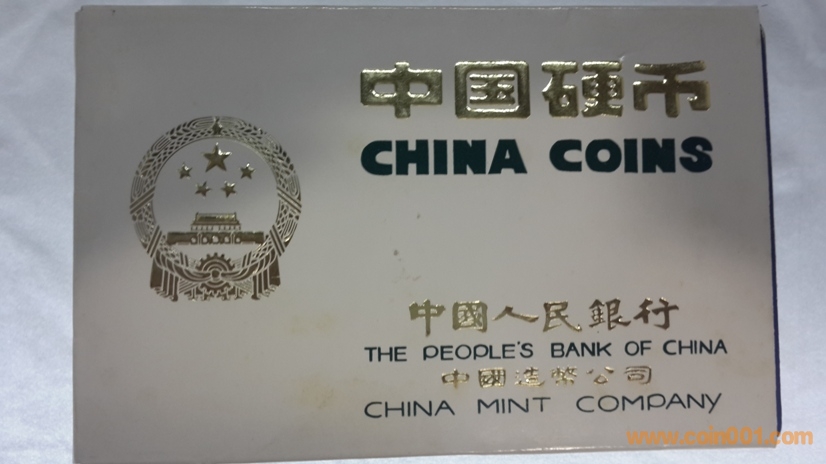 中国硬币
CHINA COINS
中國人民銀行
THE PEOPLE'S BANK OF CHINA
中國造幣公司
CHINA MINT COMPANY
www.coin001.com